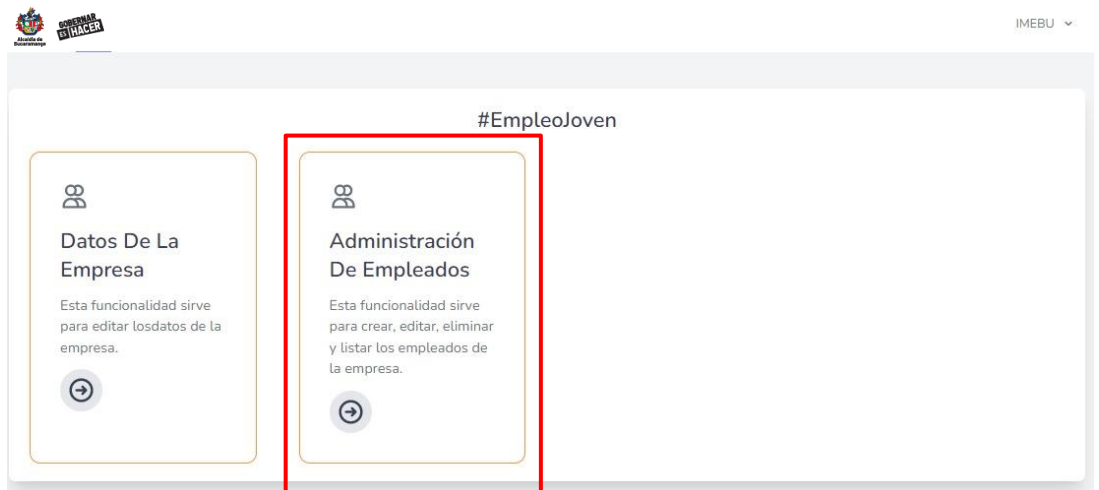 Alcaldía de
Bucaramanga
GOBERNAR
ES HACER
IMEBU
#EmpleoJoven
Datos De La
Empresa
Esta funcionalidad sirve
para editar losdatos de la
empresa.
Administración
De Empleados
Esta funcionalidad sirve
para crear, editar, eliminar
y listar los empleados de
la empresa.